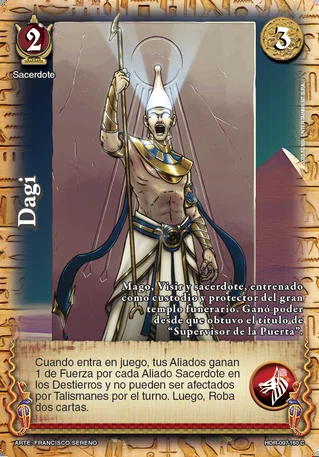 2
3
Sacerdote
Dagi
Mago, Visir y sacerdote, entrenado
como custodio y protector del gran
templo funerario. Ganó poder
desde que obtuvo el título de
“Supervisor de la Puerta”.
Cuando entra en juego, tus Aliados ganan
1 de Fuerza por cada Aliado Sacerdote en
los Destierros y no pueden ser afectados
por Talismanes por el turno. Luego, Roba
dos cartas.
ARTE: FRANCISCO SERENO
HOR-097/160 C